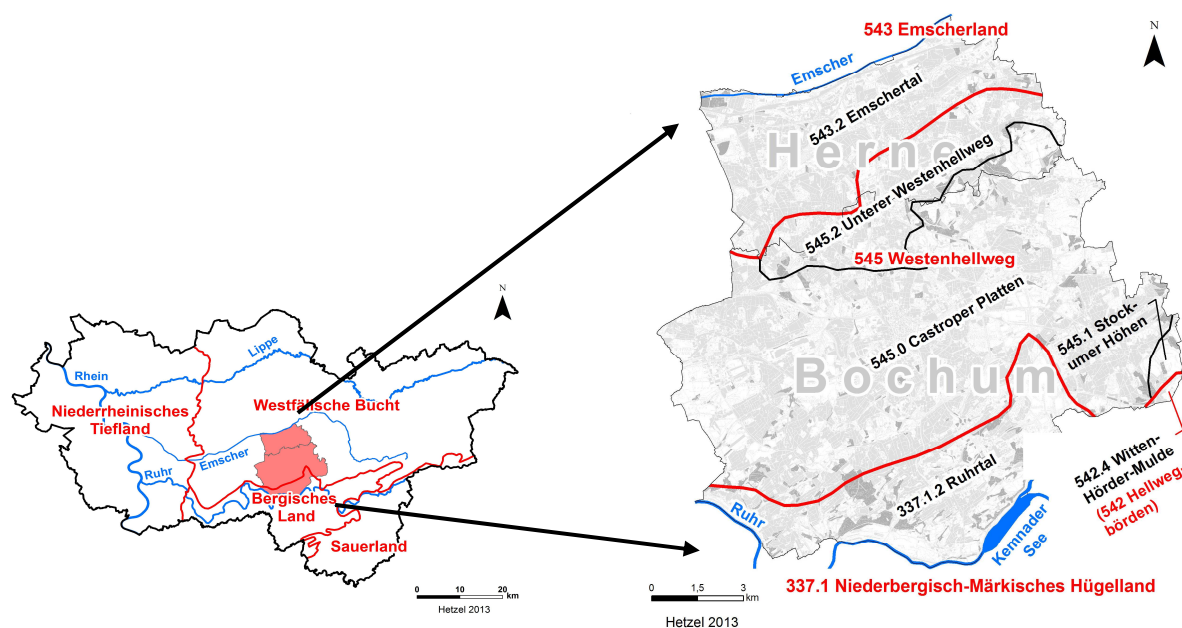 N
Lippe
Rhein
Niederrheinisches
Tiefland
Westfälische Bucht
Emscher
Ruhr
Bergisches
Land
Sauerland
0 10 20
km
Hetzel 2013
N
543 Emscherland
Emscher
543.2 Emschertal
Herne
545.2 Unterer Westenhellweg
545 Westenhellweg
545.0 Castroper Platten
545.1 Stock-
umer Höhen
Bochum
542.4 Witten-
Hörder-Mulde
(542 Hellweg-
börden)
337.1.2 Ruhrtal
Ruhr
Kemnader
See
337.1 Niederbergisch-Märkisches Hügelland
0 1,5 3
km
Hetzel 2013